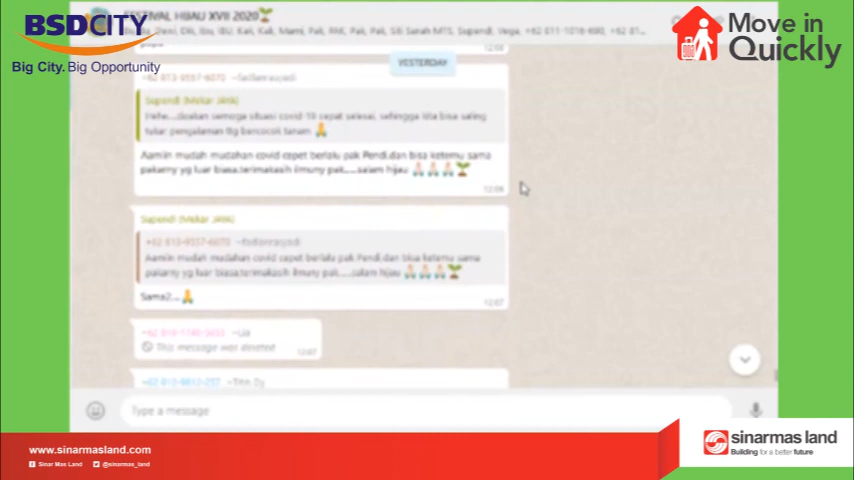 BSDCITY
Big City. Big Opportunity
Move in
Quickly
FESTIVAL HIJAU XVII 2020
YESTERDAY
Supendi (Mekar JAYA)
Hehe....doakan semoga situasi covid-19 cepat selesai, sehingga kita bisa saling
tukar pengalaman ttg bercocok tanam
12:06
Aamiin mudah mudahan covid cepet berlalu pak Pendi.dan bisa ketemu sama
pakarny yg luar biasa.terimakasih ilmuny pak.....salam hijau
Supendi (Mekar JAYA)
Aamiin mudah mudahan covid cepet berlalu pak Pendi.dan bisa ketemu sama
pakarny yg luar biasa.terimakasih ilmuny pak.....salam hijau
Sama2....
12:07
~Lia
This message was deleted
12:07
Type a message
www.sinarmasland.com
Sinar Mas Land @sinarmas_land
sinarmas land
Building for a better future